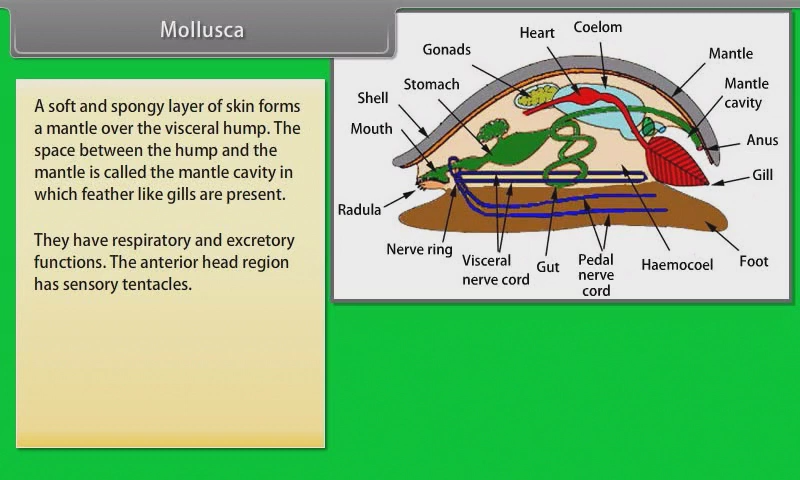 Mollusca
A soft and spongy layer of skin forms
a mantle over the visceral hump. The
space between the hump and the
mantle is called the mantle cavity in
which feather like gills are present.
They have respiratory and excretory
functions. The anterior head region
has sensory tentacles.
Coelom
Heart
Gonads
Mantle
Stomach
Mantle
cavity
Shell
Mouth
Anus
Gill
Radula
Nerve ring
Visceral
nerve cord
Gut
Pedal
nerve
cord
Haemocoel
Foot